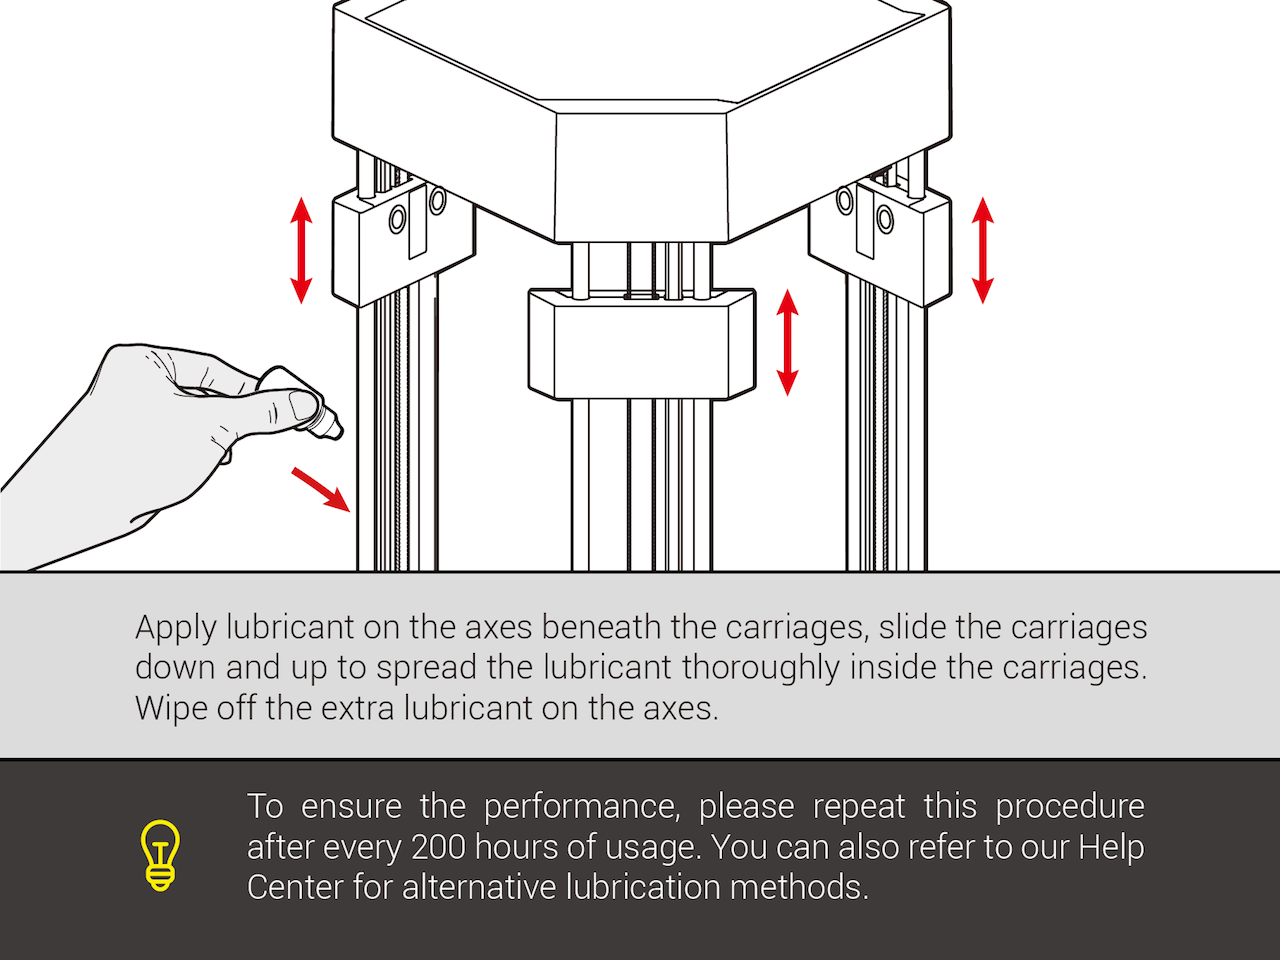 Apply lubricant on the axes beneath the carriages, slide the carriages
down and up to spread the lubricant thoroughly inside the carriages.
Wipe off the extra lubricant on the axes.
To ensure the performance, please repeat this procedure
after every 200 hours of usage. You can also refer to our Help
Center for alternative lubrication methods.